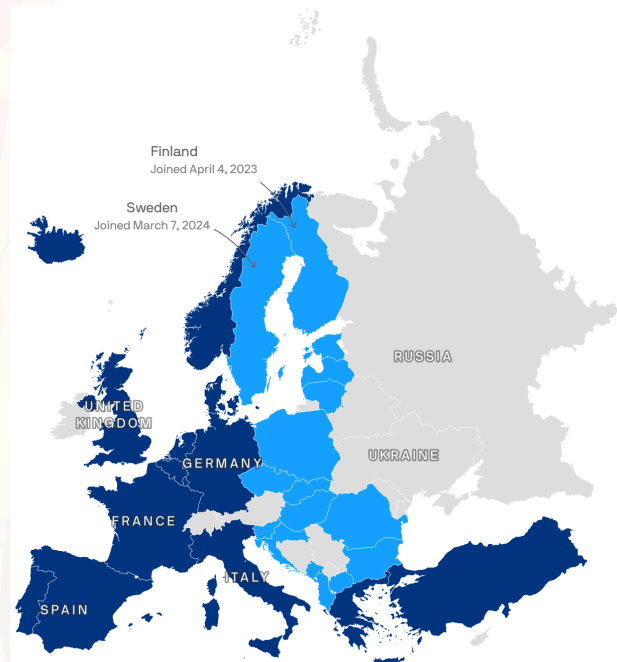 Finland
Joined April 4, 2023
Sweden
Joined March 7, 2024
RUSSIA
UNITED
KINGDOM
UKRAINE
GERMANY
FRANCE
ITALY
SPAIN